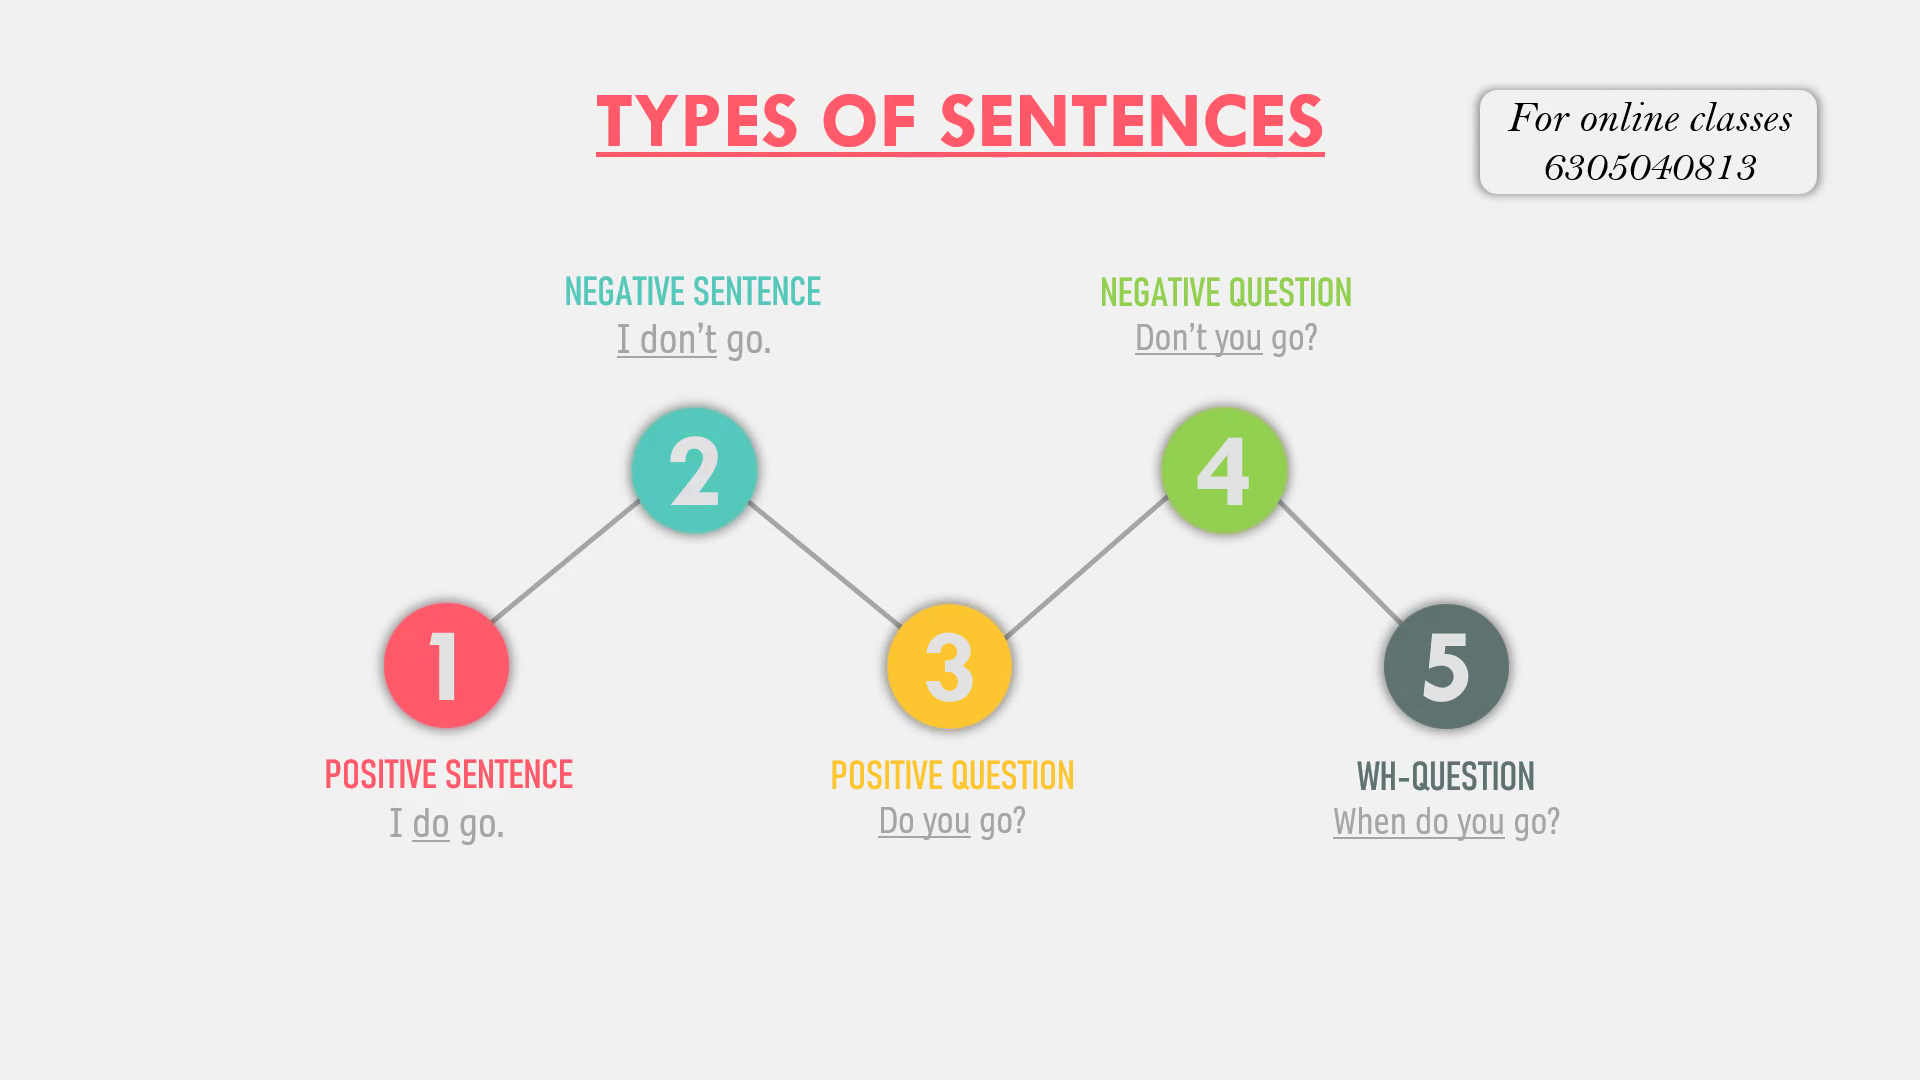 TYPES OF SENTENCES
For online classes
6305040813
NEGATIVE SENTENCE
I don’t go.
NEGATIVE QUESTION
Don’t you go?
2
4
1
3
5
POSITIVE SENTENCE
I do go.
POSITIVE QUESTION
Do you go?
WH-QUESTION
When do you go?